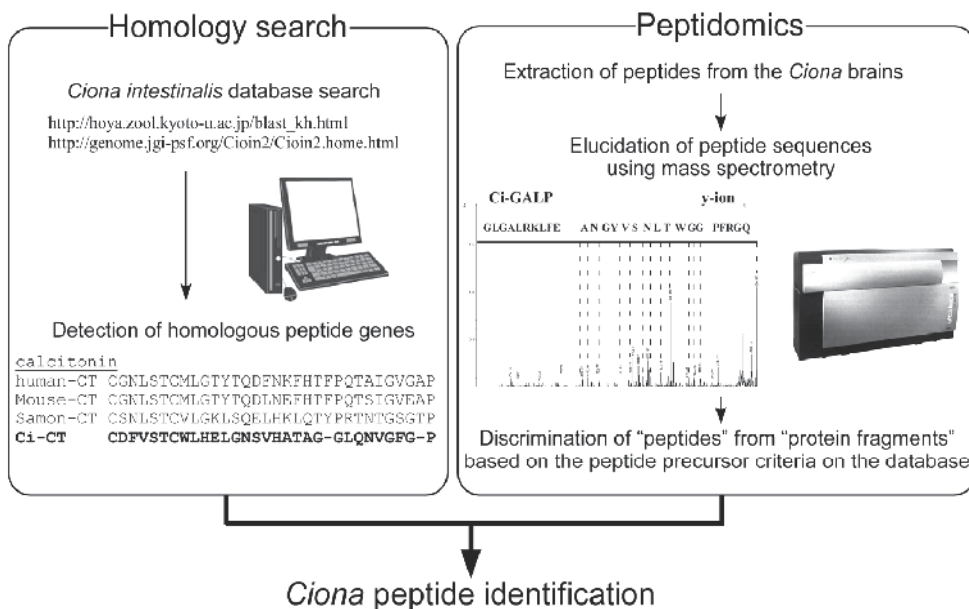 Homology search
Ciona intestinalis database search
http://hoya.zool.kyoto-u.ac.jp/blast_kh.html
http://genome.jgi-psf.org/Cioin2/Cioin2.home.html
Detection of homologous peptide genes
calcitonin
human-CT CGNLSTCMLGTYTQDFNKFHTFPQTAIGVGAP
Mouse-CT CGNLSTCMLGTYTQDLNEFHTFPQTSIGVEAP
Samon-CT CSNLSTCVLGKLSQELHKLQTYPRTNTGSGTP
Ci-CT CDFVSTCWLHELGNSVHATAG-GLQNVGFG-P
Peptidomics
Extraction of peptides from the Ciona brains
Elucidation of peptide sequences
using mass spectrometry
Ci-GALP y-ion
GLGALRKLFE A N GY V S N L T W GG PFRGQ
Discrimination of “peptides” from “protein fragments”
based on the peptide precursor criteria on the database
Ciona peptide identification